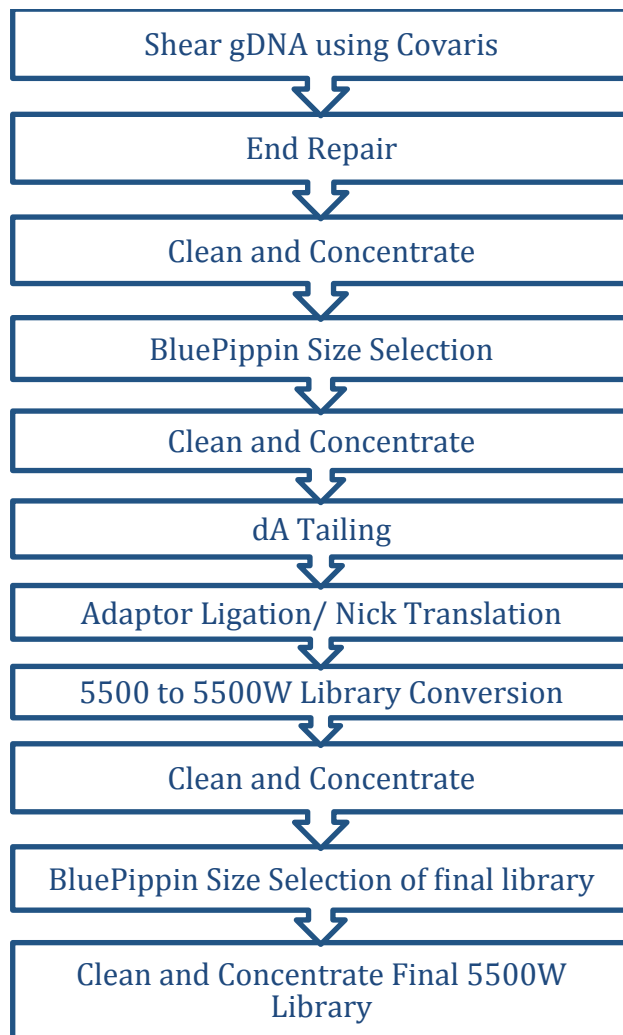 Shear gDNA using Covaris
End Repair
Clean and Concentrate
BluePippin Size Selection
Clean and Concentrate
dA Tailing
Adaptor Ligation/ Nick Translation
5500 to 5500W Library Conversion
Clean and Concentrate
BluePippin Size Selection of final library
Clean and Concentrate Final 5500W
Library